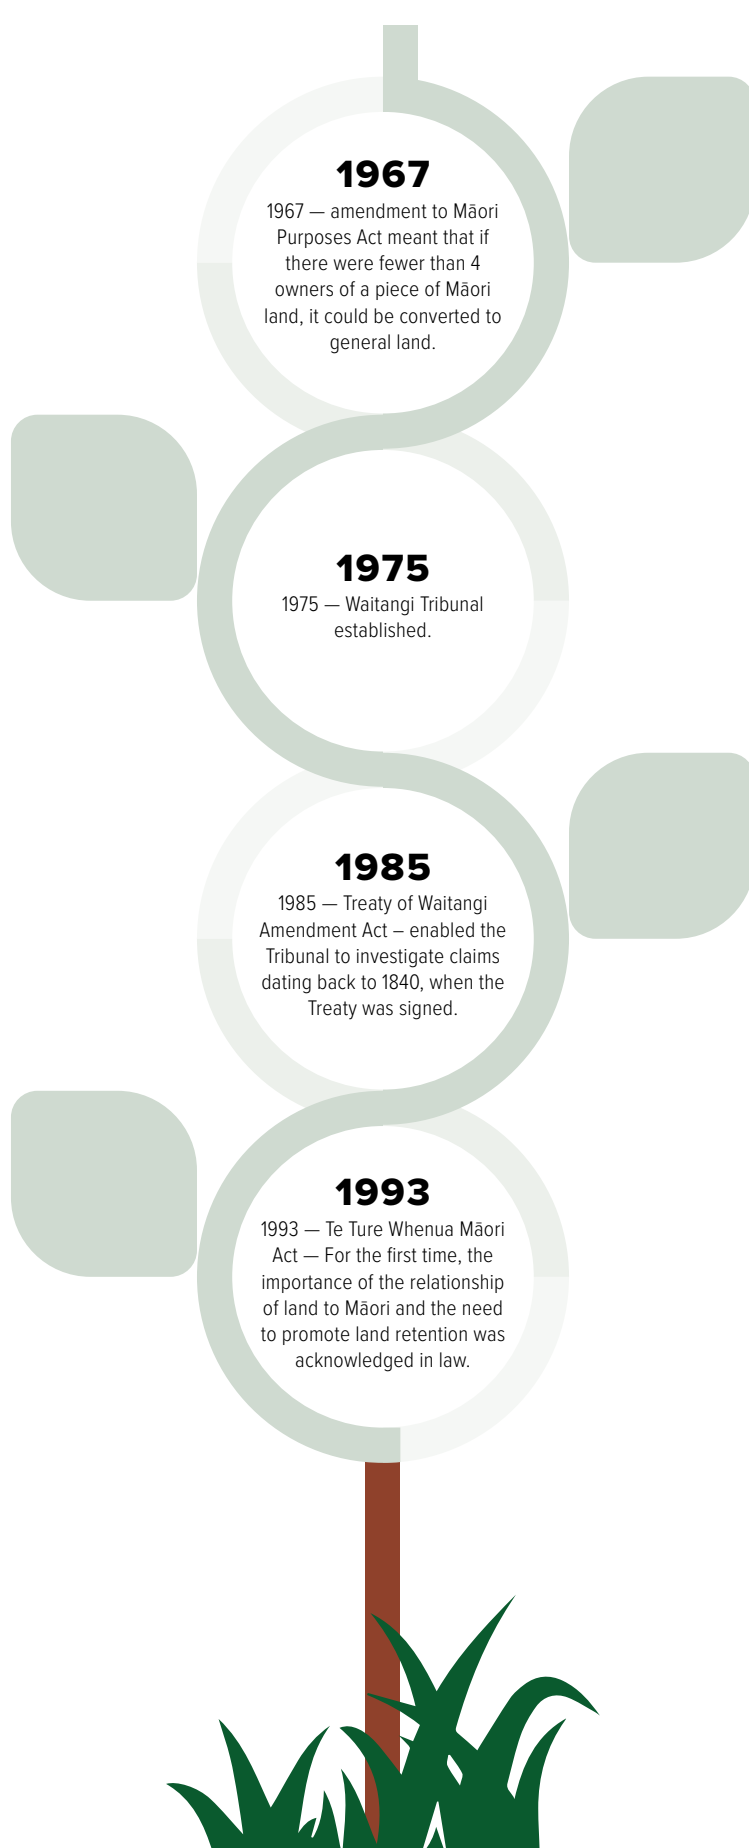 1967
1967 — amendment to Māori
Purposes Act meant that if
there were fewer than 4
owners of a piece of Māori
land, it could be converted to
general land.
1975
1975 — Waitangi Tribunal
established.
1985
1985 — Treaty of Waitangi
Amendment Act – enabled the
Tribunal to investigate claims
dating back to 1840, when the
Treaty was signed.
1993
1993 — Te Ture Whenua Māori
Act — For the first time, the
importance of the relationship
of land to Māori and the need
to promote land retention was
acknowledged in law.